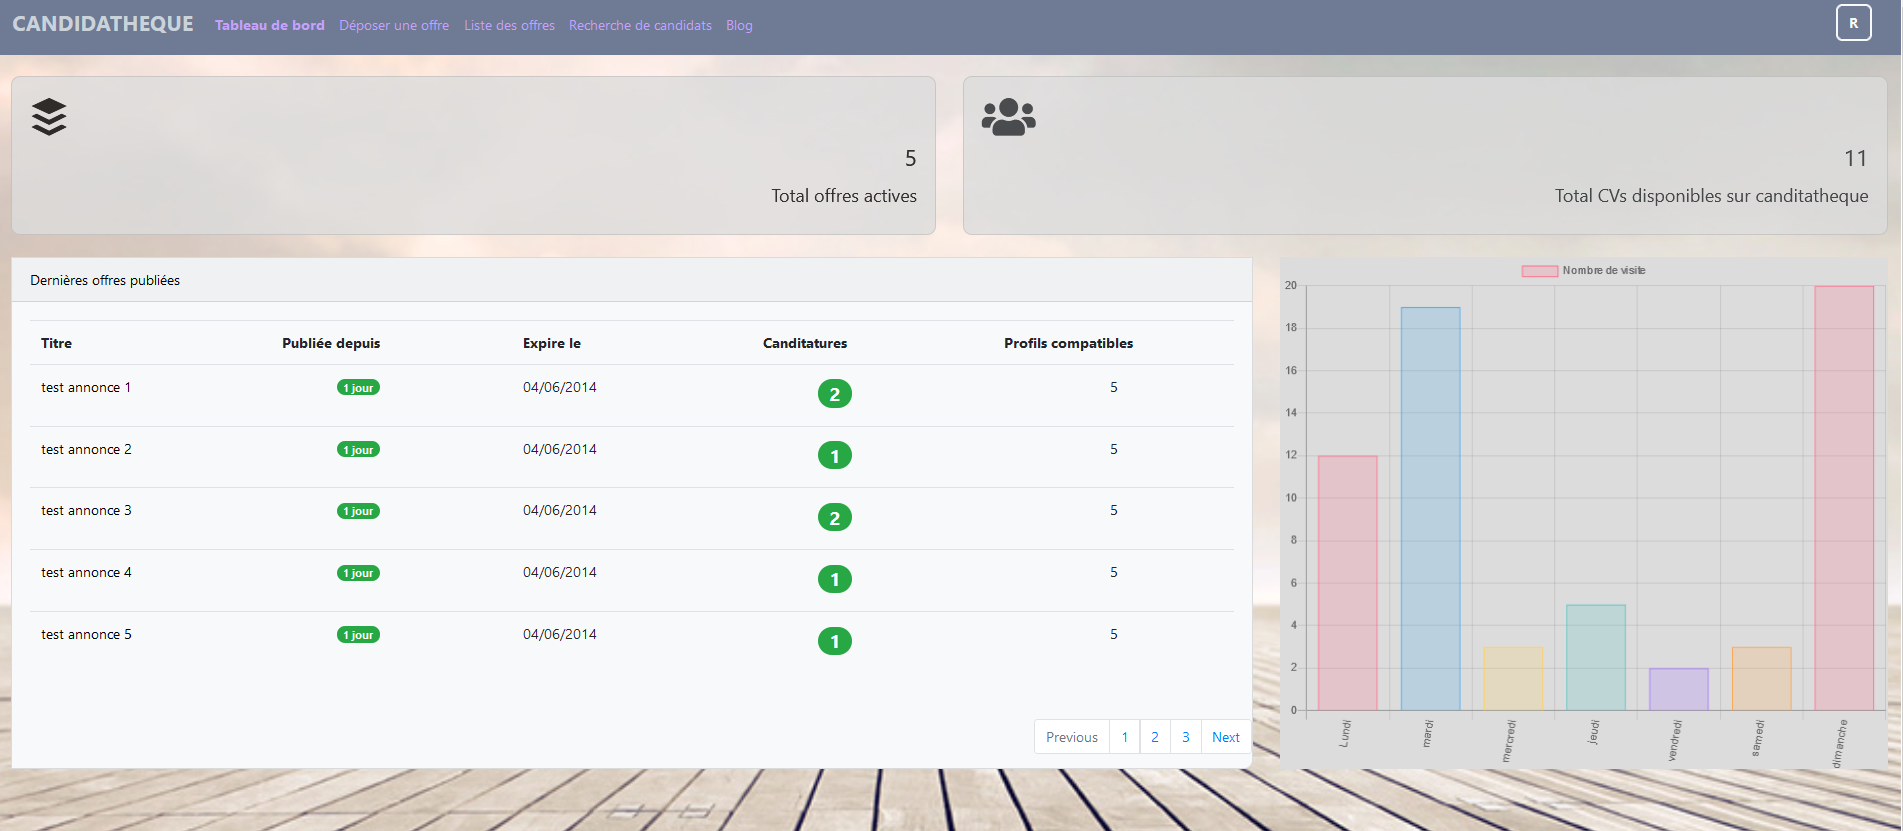 CANDIDATHEQUE Tableau de bord Déposer une offre Liste des offres Recherche de candidats Blog R
5
Total offres actives
11
Total CVs disponibles sur canditatheque
Dernières offres publiées
Titre Publiée depuis Expire le Canditatures Profils compatibles
test annonce 1 1 jour 04/06/2014 2 5
test annonce 2 1 jour 04/06/2014 1 5
test annonce 3 1 jour 04/06/2014 2 5
test annonce 4 1 jour 04/06/2014 1 5
test annonce 5 1 jour 04/06/2014 1 5
Previous 1 2 3 Next
Nombre de visite
20
18
16
14
12
10
8
6
4
2
0
Lundi mardi mercredi jeudi vendredi samedi dimanche